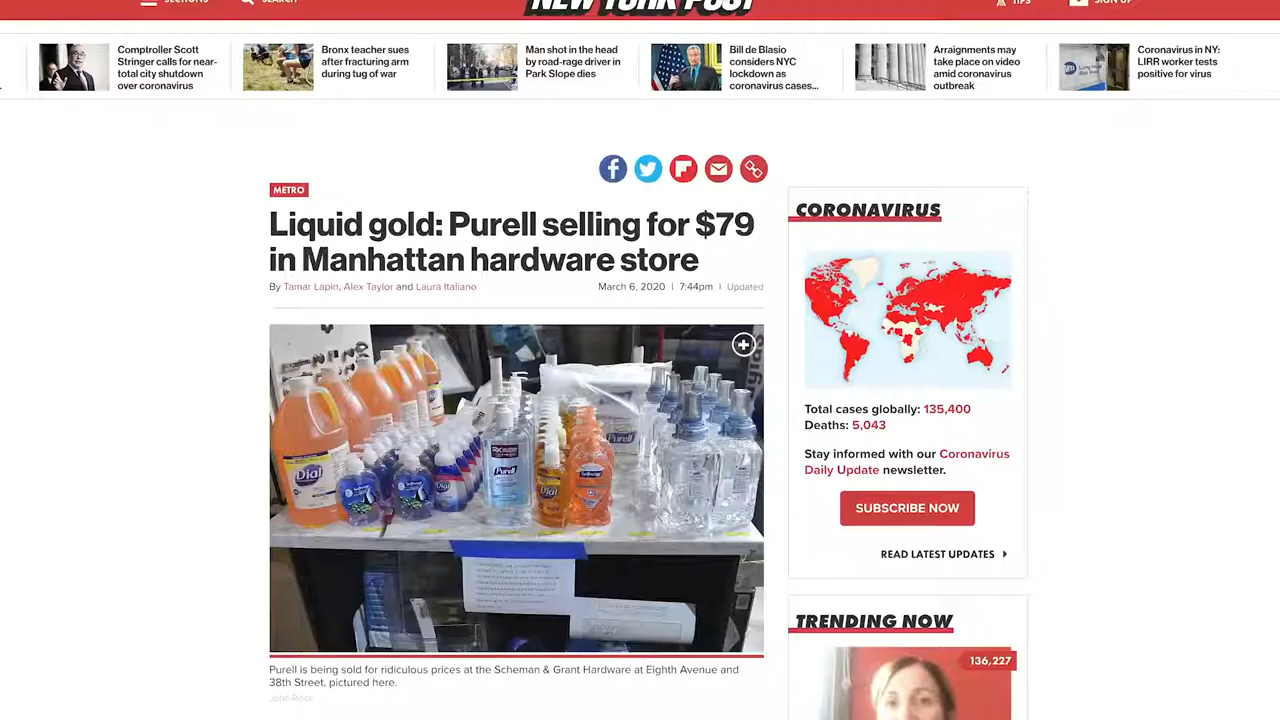 SECTIONS
SEARCH
NEW YORK POST
TIPS
SIGN UP
Comptroller Scott
Stringer calls for near-
total city shutdown
over coronavirus
Bronx teacher sues
after fracturing arm
during tug of war
Man shot in the head
by road-rage driver in
Park Slope dies
Bill de Blasio
considers NYC
lockdown as
coronavirus cases...
Arraignments may
take place on video
amid coronavirus
outbreak
Coronavirus in NY:
LIRR worker tests
positive for virus
METRO
Liquid gold: Purell selling for $79
in Manhattan hardware store
By Tamar Lapin, Alex Taylor and Laura Italiano
March 6, 2020 | 7:44pm | Updated
Dial
Purell
Dial
Purell
Purell is being sold for ridiculous prices at the Scheman & Grant Hardware at Eighth Avenue and
38th Street, pictured here.
CORONAVIRUS
Total cases globally: 135,400
Deaths: 5,043
Stay informed with our Coronavirus
Daily Update newsletter.
SUBSCRIBE NOW
READ LATEST UPDATES
TRENDING NOW
136,227